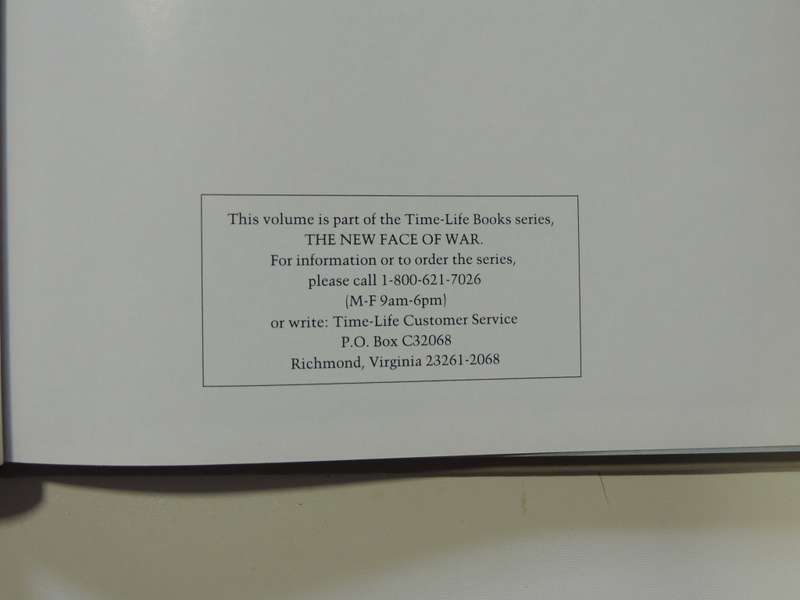 This volume is part of the Time-Life Books series,
THE NEW FACE OF WAR.
For information or to order the series,
please call 1-800-621-7026
(M-F 9am-6pm)
or write: Time-Life Customer Service
P.O. Box C32068
Richmond, Virginia 23261-2068